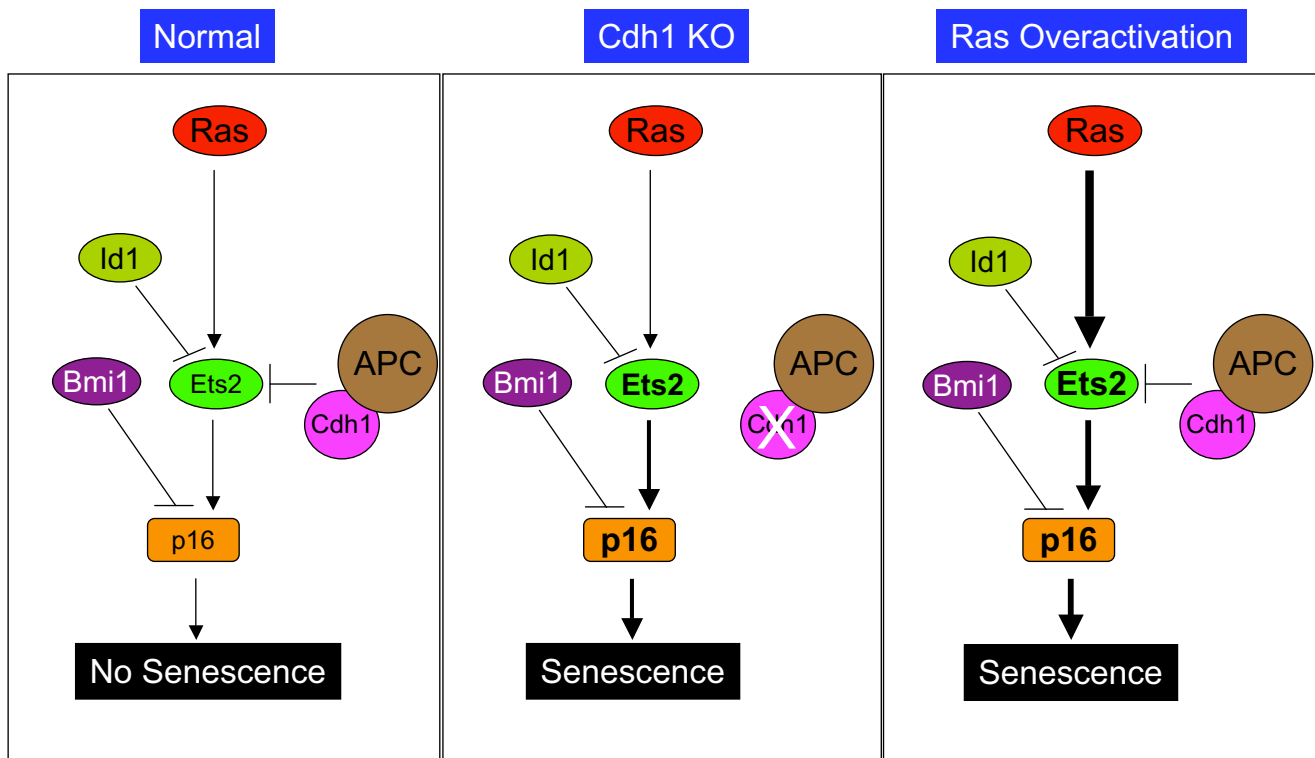 Normal
Cdh1 KO
Ras Overactivation
Ras
Id1
Bmi1
Ets2
APC
Cdh1
p16
No Senescence
Ras
Id1
Bmi1
Ets2
APC
Cdh1
X
p16
Senescence
Ras
Id1
Bmi1
Ets2
APC
Cdh1
p16
Senescence